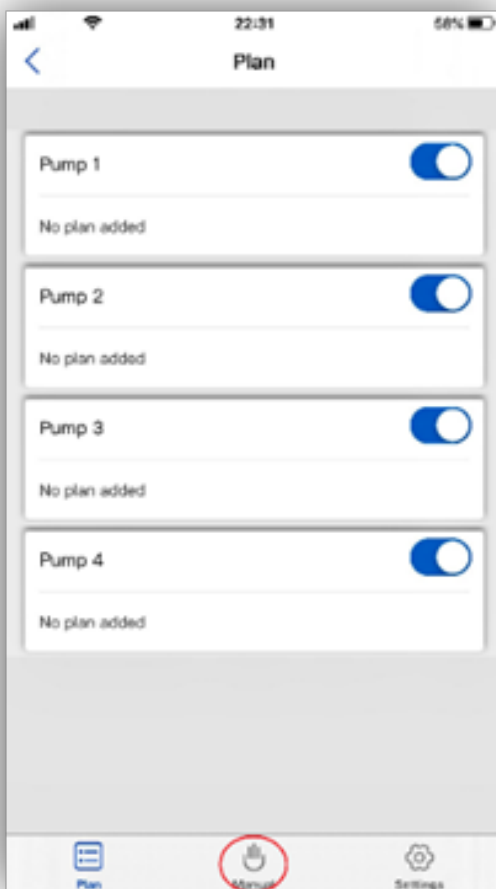 22:31
58%
Plan
Pump 1
No plan added
Pump 2
No plan added
Pump 3
No plan added
Pump 4
No plan added
Plan
Manual
Settings